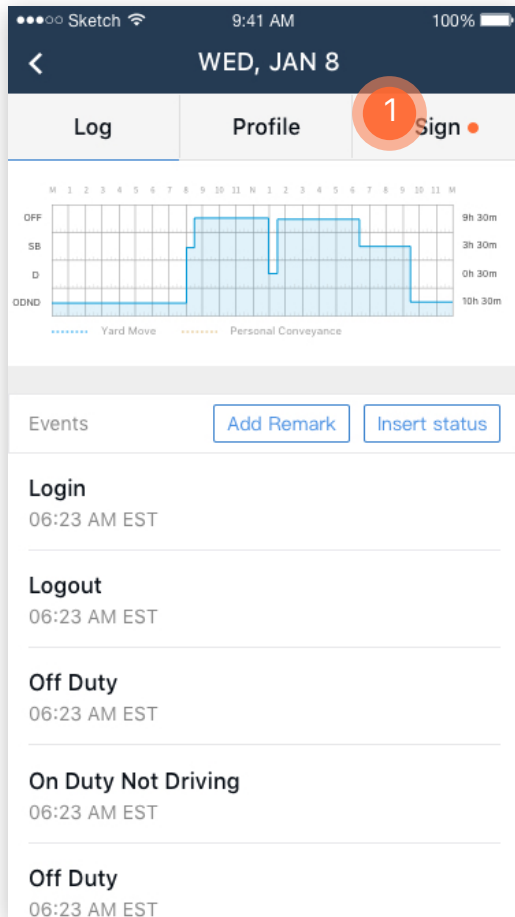 Sketch 9:41 AM 100%
WED, JAN 8
Log Profile 1 Sign
M 1 2 3 4 5 6 7 8 9 10 11 N 1 2 3 4 5 6 7 8 9 10 11 M
OFF 9h 30m
SB 3h 30m
D 0h 30m
ODND 10h 30m
Yard Move Personal Conveyance
Events Add Remark Insert status
Login
06:23 AM EST
Logout
06:23 AM EST
Off Duty
06:23 AM EST
On Duty Not Driving
06:23 AM EST
Off Duty
06:23 AM EST